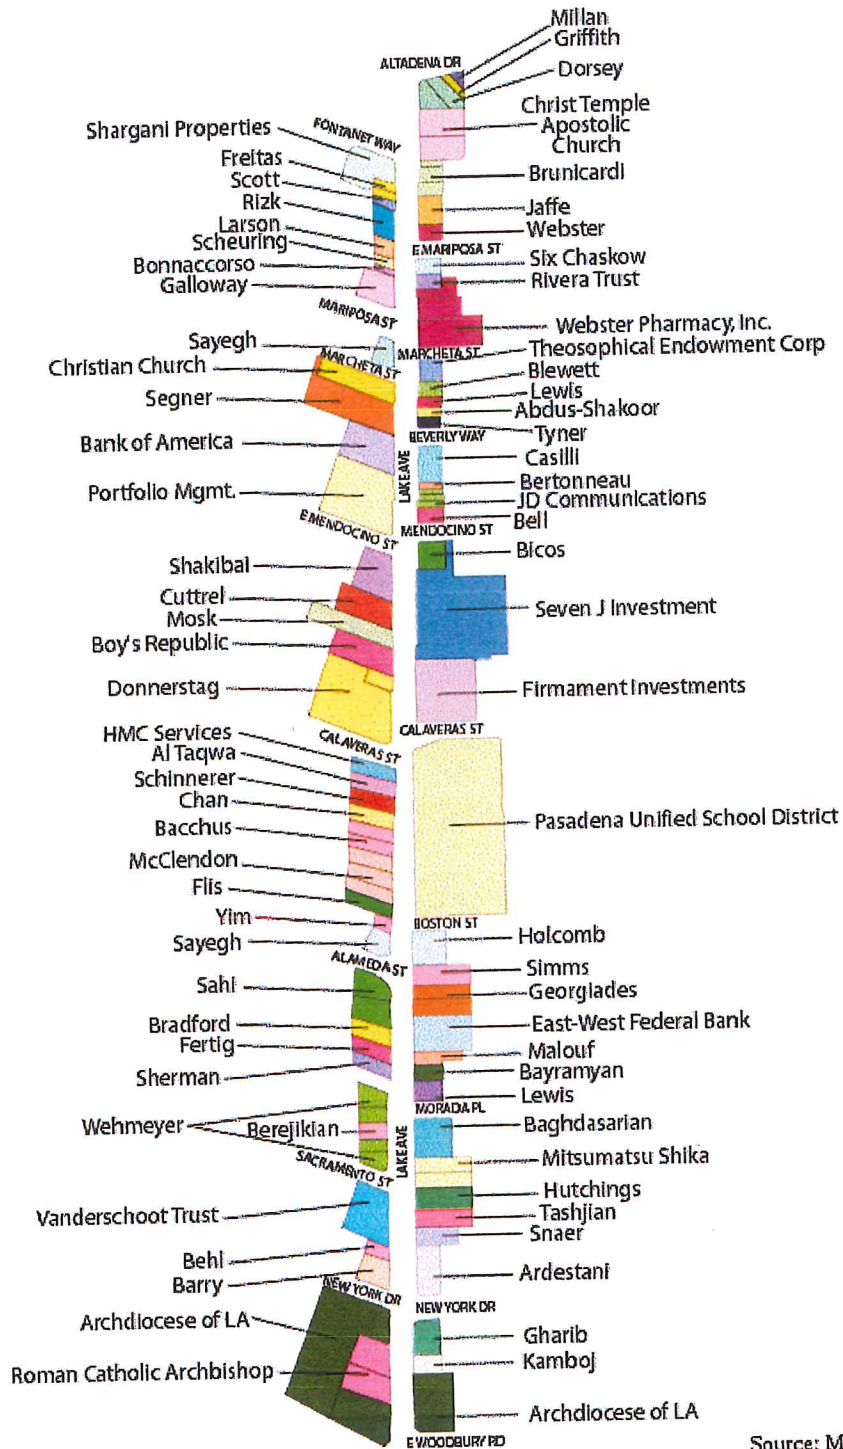 Millan
Griffith
ALTADENA DR
Dorsey
Christ Temple
Apostolic
Church
Shargani Properties
FONTANET WAY
Freitas
Brunicardi
Scott
Rizk
Jaffe
Larson
Webster
Scheuring
E MARIPOSA ST
Bonnaccorso
Six Chaskow
Galloway
Rivera Trust
MARIPOSA ST
Webster Pharmacy, Inc.
Sayegh
MARCHETA ST
Theosophical Endowment Corp
Christian Church
MARCHETA ST
Blewett
Segner
Lewis
Abdus-Shakoor
Tyner
BEVERLY WAY
Bank of America
Casilli
LAKE AVE
Bertonneau
Portfolio Mgmt.
JD Communications
Bell
E MENDOCINO ST
MENDOCINO ST
Bicos
Shakibai
Cuttrel
Seven J Investment
Mosk
Boy's Republic
Donnerstag
Firmament Investments
CALAVERAS ST
HMC Services
CALAVERAS ST
Al Taqwa
Schinnerer
Chan
Pasadena Unified School District
Bacchus
McClendon
Flis
Yim
BOSTON ST
Sayegh
Holcomb
ALAMEDA ST
Simms
Sahi
Georgiades
Bradford
East-West Federal Bank
Fertig
Malouf
Sherman
Bayramyan
Lewis
MORADA PL
Wehmeyer
Berejikian
Baghdasarian
LAKE AVE
SACRAMENTO ST
Mitsumatsu Shika
Hutchings
Vanderschoot Trust
Tashjian
Snaer
Behl
Ardestani
Barry
NEW YORK DR
NEW YORK DR
Archdiocese of LA
Gharib
Kamboj
Roman Catholic Archbishop
Archdiocese of LA
E WOODBURY RD
Source: M